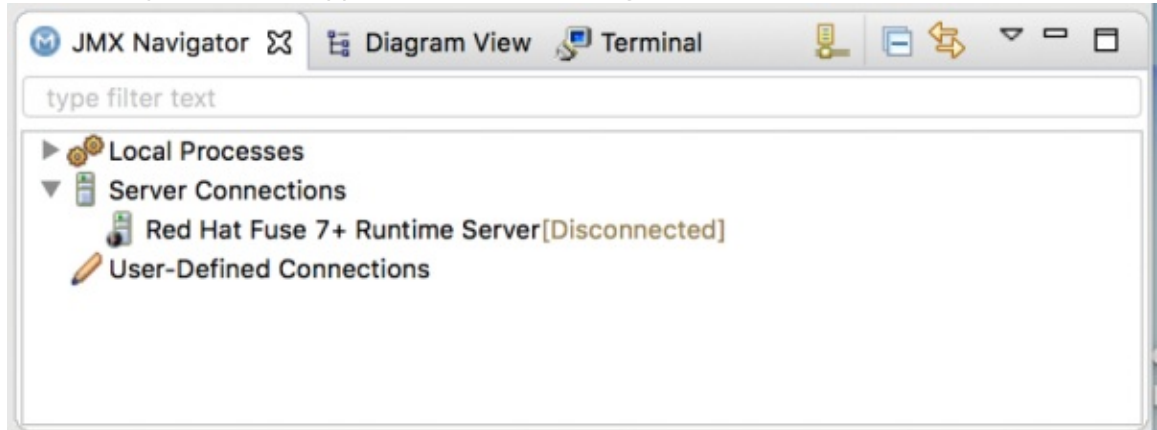 JMX Navigator Diagram View Terminal
type filter text
Local Processes
Server Connections
Red Hat Fuse 7+ Runtime Server[Disconnected]
User-Defined Connections